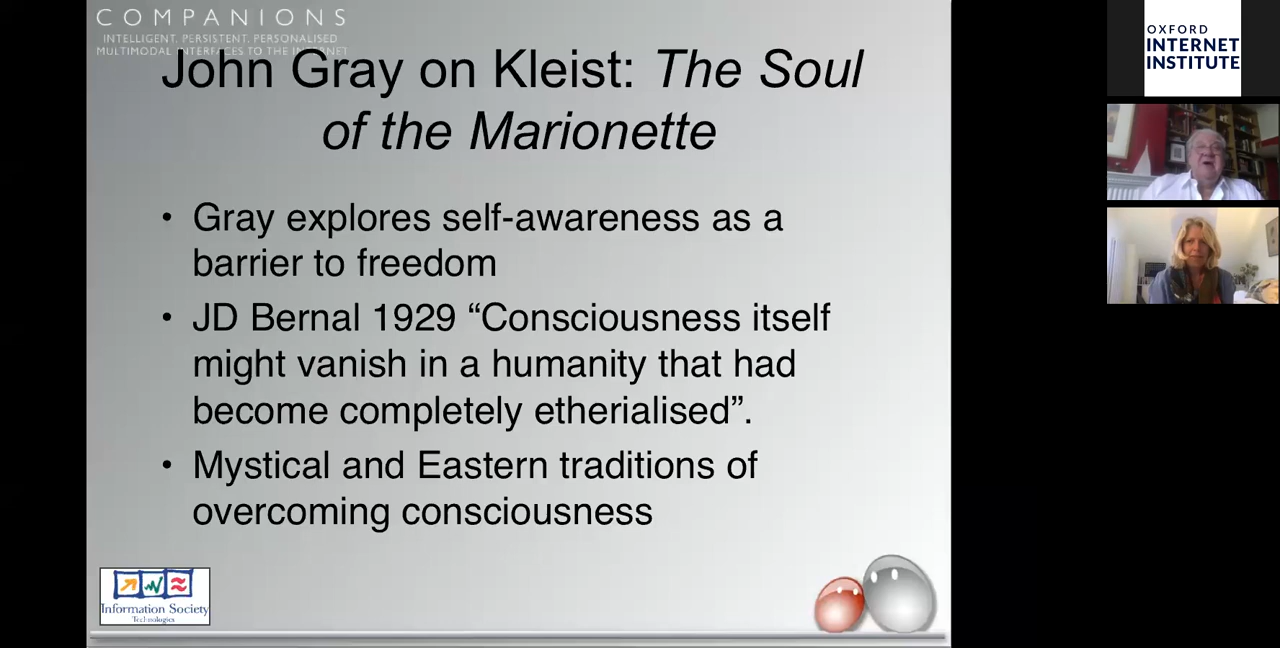 COMPANIONS
INTELLIGENT, PERSISTENT, PERSONALISED
MULTIMODAL INTERFACES TO THE INTERNET
John Gray on Kleist: The Soul
of the Marionette
• Gray explores self-awareness as a
barrier to freedom
• JD Bernal 1929 “Consciousness itself
might vanish in a humanity that had
become completely etherialised”.
• Mystical and Eastern traditions of
overcoming consciousness
Information Society
Technologies
OXFORD
INTERNET
INSTITUTE